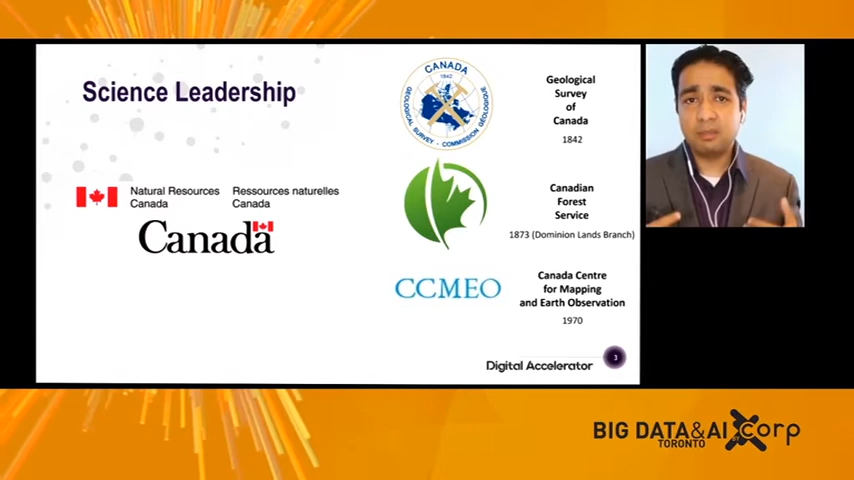 Science Leadership
Natural Resources
Canada
Ressources naturelles
Canada
Canada
CANADA
1842
GEOLOGICAL SURVEY - COMMISSION GÉOLOGIQUE
Geological
Survey
of
Canada
1842
Canadian
Forest
Service
1873 (Dominion Lands Branch)
CCMEO
Canada Centre
for Mapping
and Earth Observation
1970
Digital Accelerator
3
BIG DATA&AI
TORONTO
BY
corp